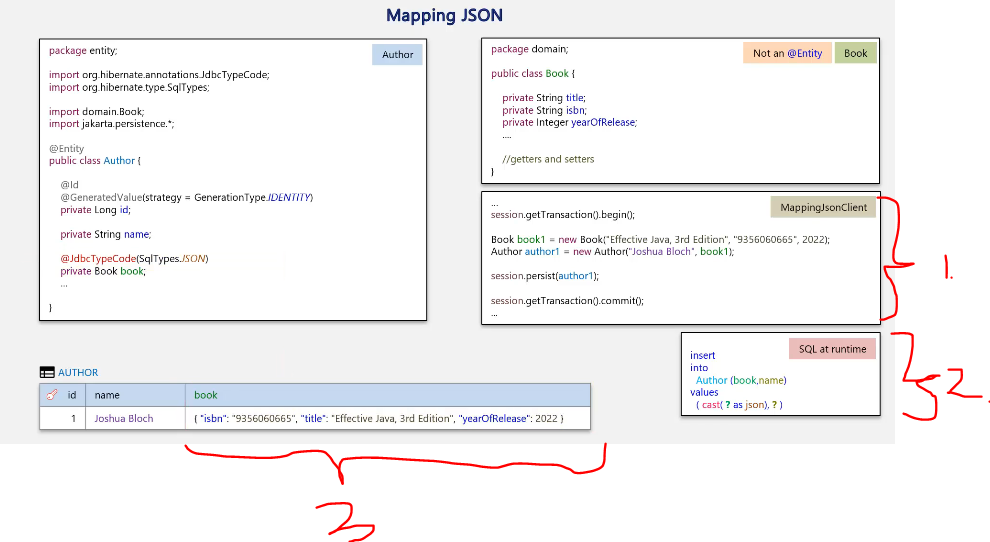 Mapping JSON
Author
package entity;
import org.hibernate.annotations.JdbcTypeCode;
import org.hibernate.type.SqlTypes;
import domain.Book;
import jakarta.persistence.*;
@Entity
public class Author {
@Id
@GeneratedValue(strategy = GenerationType.IDENTITY)
private Long id;
private String name;
@JdbcTypeCode(SqlTypes.JSON)
private Book book;
...
}
Not an @Entity
Book
package domain;
public class Book {
private String title;
private String isbn;
private Integer yearOfRelease;
....
//getters and setters
}
MappingJsonClient
...
session.getTransaction().begin();
Book book1 = new Book("Effective Java, 3rd Edition", "9356060665", 2022);
Author author1 = new Author("Joshua Bloch", book1);
session.persist(author1);
session.getTransaction().commit();
...
1.
SQL at runtime
insert
into
Author (book,name)
values
( cast( ? as json), ? )
2.
AUTHOR
id name book
1 Joshua Bloch { "isbn": "9356060665", "title": "Effective Java, 3rd Edition", "yearOfRelease": 2022 }
3